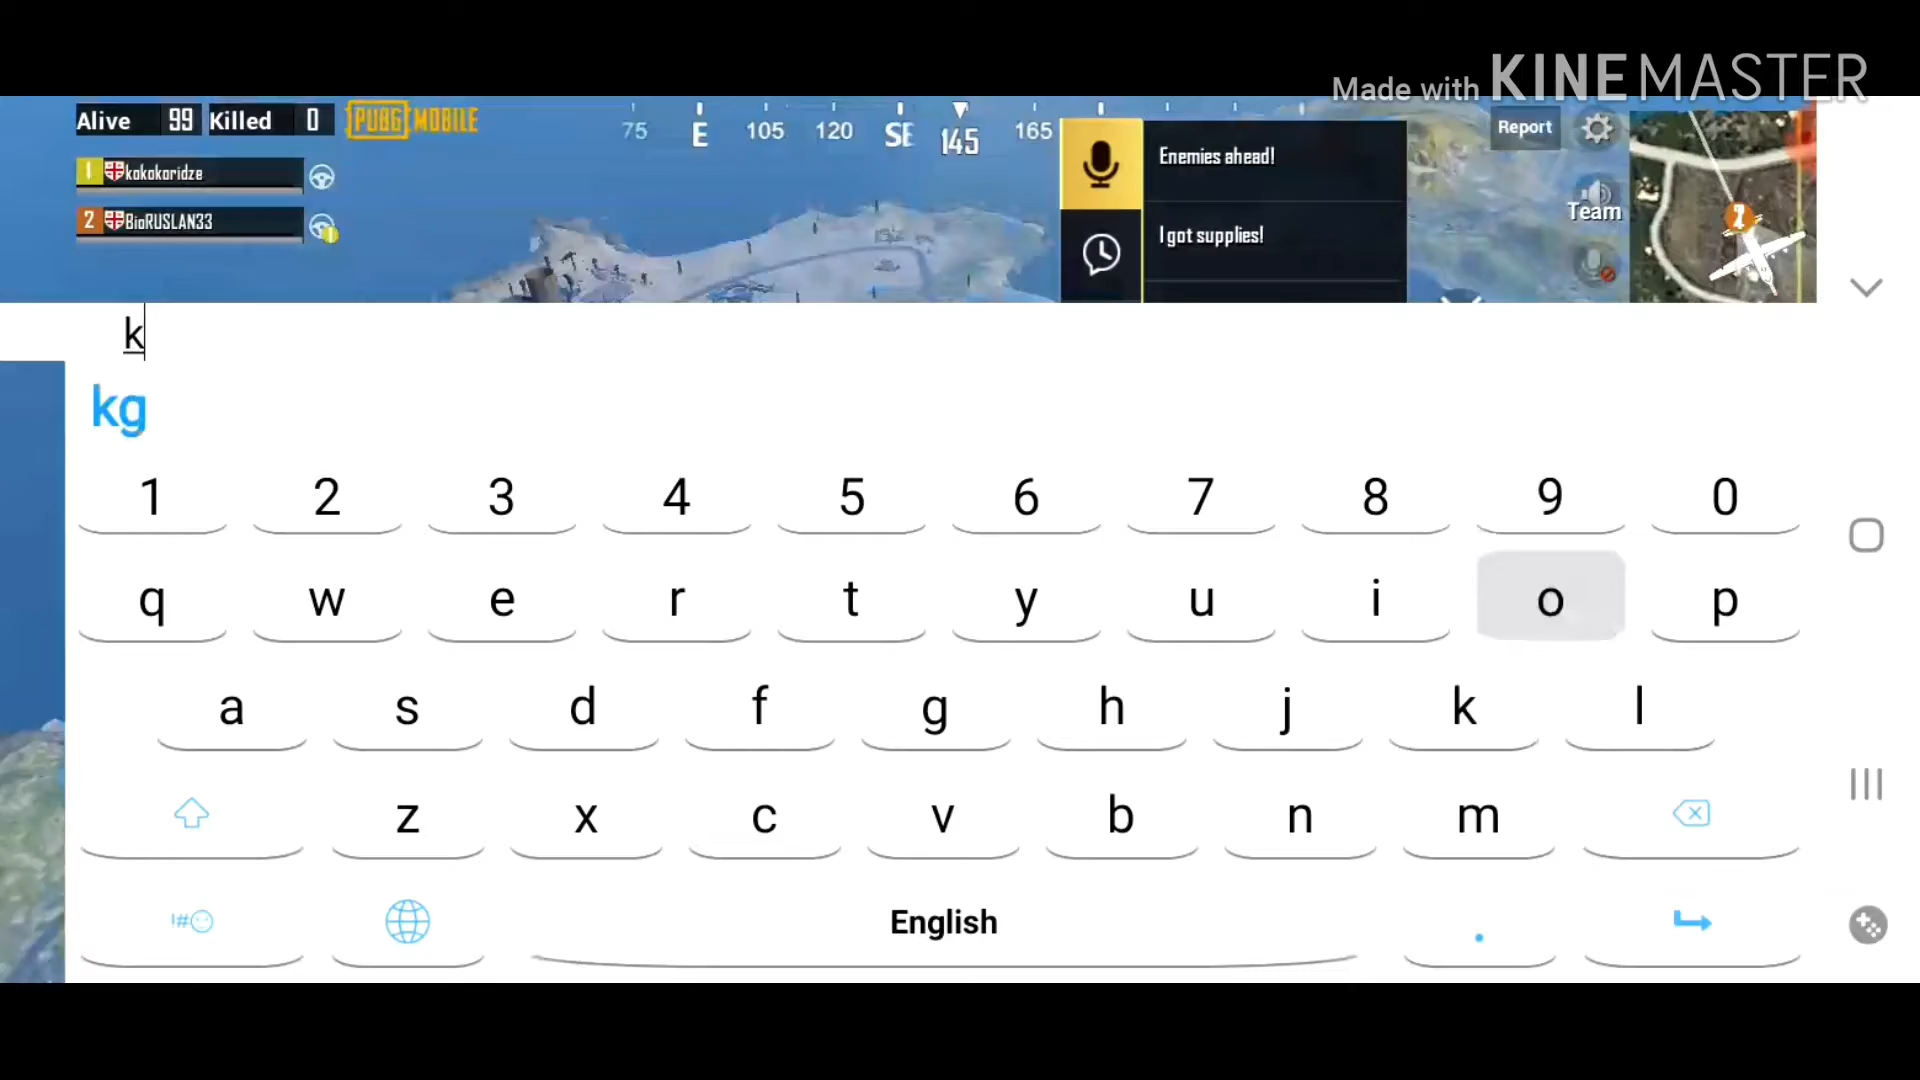 Made with KINEMASTER
Alive 99 Killed 0 PUBG MOBILE
75 E 105 120 SE 145 165
Report
1 kokokoridze
2 BioRUSLAN33
Enemies ahead!
I got supplies!
Team
2
k
kg
1 2 3 4 5 6 7 8 9 0
q w e r t y u i o p
a s d f g h j k l
z x c v b n m
!#☺ English .